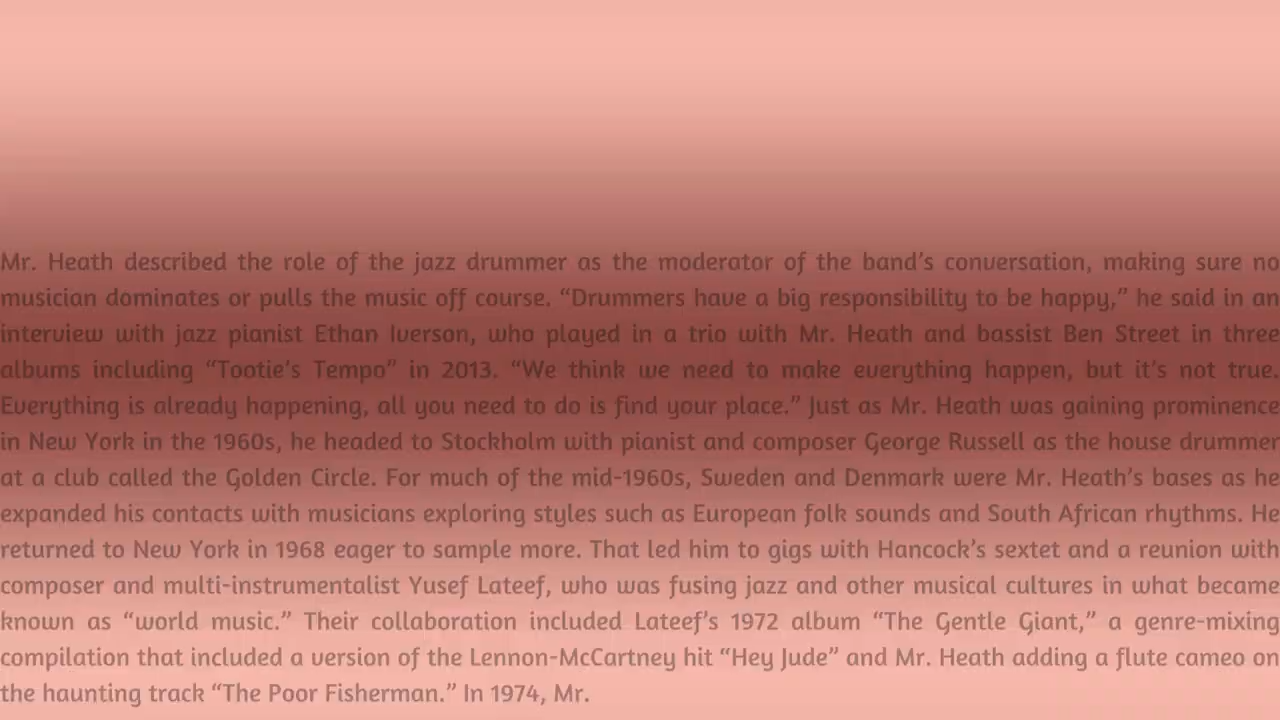 Mr. Heath described the role of the jazz drummer as the moderator of the band’s conversation, making sure no
musician dominates or pulls the music off course. “Drummers have a big responsibility to be happy,” he said in an
interview with jazz pianist Ethan Iverson, who played in a trio with Mr. Heath and bassist Ben Street in three
albums including “Tootie’s Tempo” in 2013. “We think we need to make everything happen, but it’s not true.
Everything is already happening, all you need to do is find your place.” Just as Mr. Heath was gaining prominence
in New York in the 1960s, he headed to Stockholm with pianist and composer George Russell as the house drummer
at a club called the Golden Circle. For much of the mid-1960s, Sweden and Denmark were Mr. Heath’s bases as he
expanded his contacts with musicians exploring styles such as European folk sounds and South African rhythms. He
returned to New York in 1968 eager to sample more. That led him to gigs with Hancock’s sextet and a reunion with
composer and multi-instrumentalist Yusef Lateef, who was fusing jazz and other musical cultures in what became
known as “world music.” Their collaboration included Lateef’s 1972 album “The Gentle Giant,” a genre-mixing
compilation that included a version of the Lennon-McCartney hit “Hey Jude” and Mr. Heath adding a flute cameo on
the haunting track “The Poor Fisherman.” In 1974, Mr.